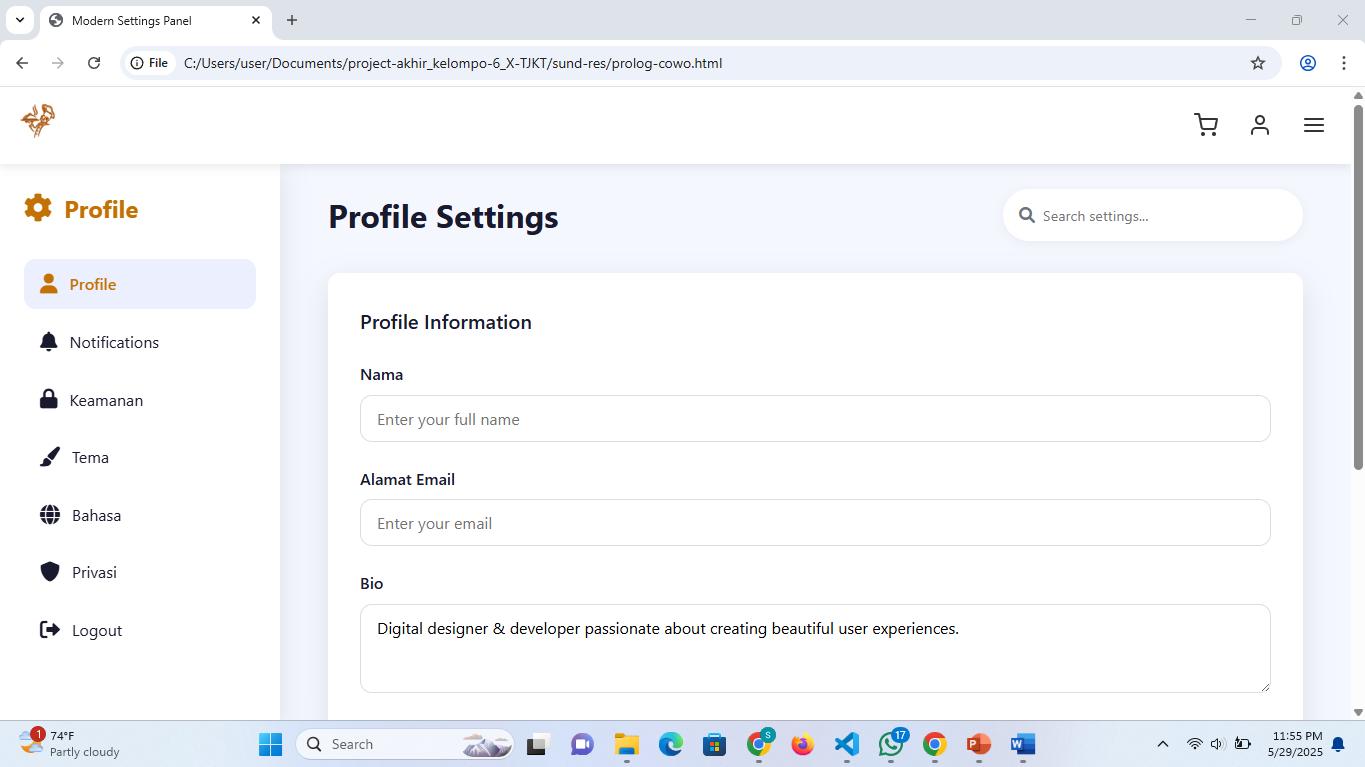 Modern Settings Panel
File
C:/Users/user/Documents/project-akhir_kelompo-6_X-TJKT/sund-res/prolog-cowo.html
Profile
Profile
Notifications
Keamanan
Tema
Bahasa
Privasi
Logout
Profile Settings
Search settings...
Profile Information
Nama
Enter your full name
Alamat Email
Enter your email
Bio
Digital designer & developer passionate about creating beautiful user experiences.
1
74°F
Partly cloudy
Search
S
17
P
W
11:55 PM
5/29/2025